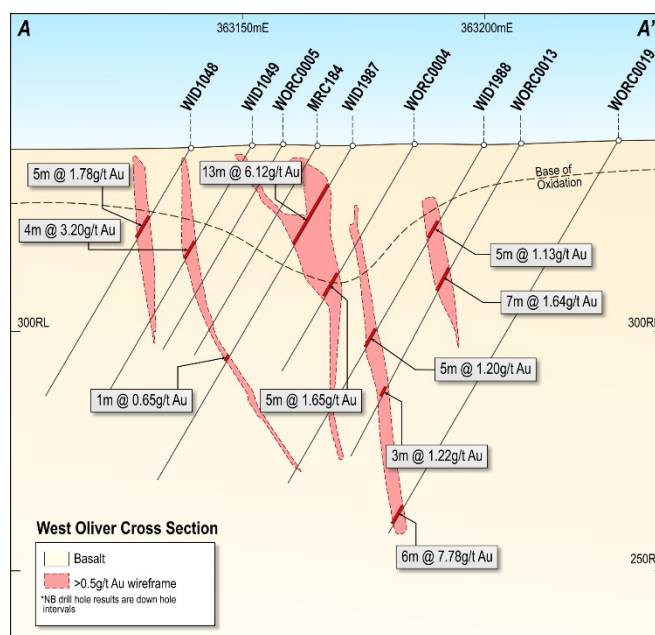 A
363150mE
363200mE
A'
WID1048
WID1049
WORC0005
MRC184
WID1987
WORC0004
WID1988
WORC0013
WORC0019
5m @ 1.78g/t Au
13m @ 6.12g/t Au
Base of
Oxidation
4m @ 3.20g/t Au
5m @ 1.13g/t Au
7m @ 1.64g/t Au
300RL
300RL
1m @ 0.65g/t Au
5m @ 1.65g/t Au
5m @ 1.20g/t Au
3m @ 1.22g/t Au
6m @ 7.78g/t Au
West Oliver Cross Section
Basalt
>0.5g/t Au wireframe
*NB drill hole results are down hole
intervals
250RL